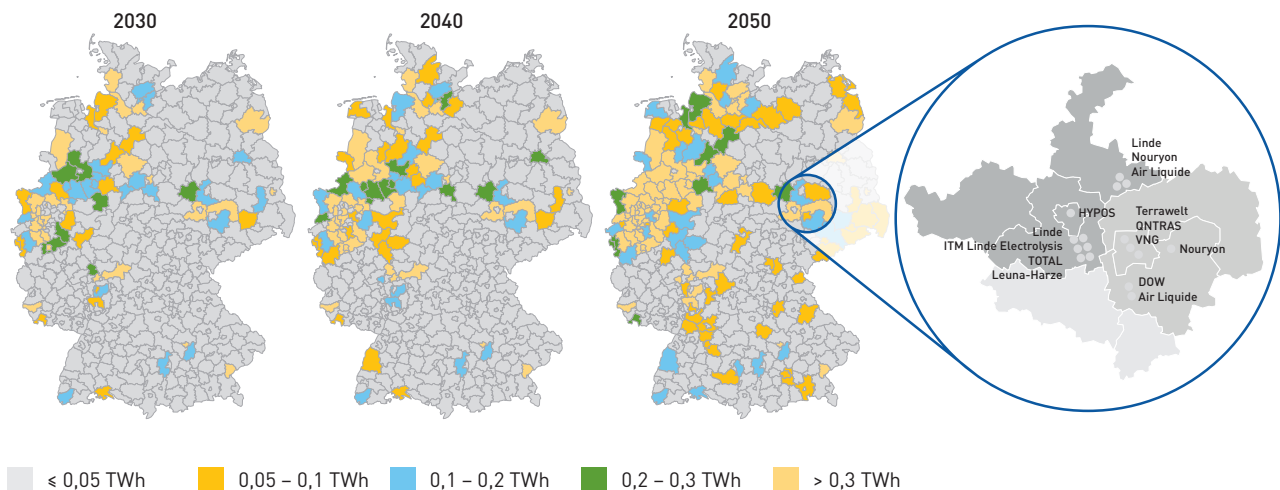 2030
2040
2050
Linde
Nouryon
Air Liquide
HYPOS
Terrawelt
QNTRAS
VNG
Linde
ITM Linde Electrolysis
TOTAL
Leuna-Harze
Nouryon
DOW
Air Liquide
≤ 0,05 TWh
0,05 – 0,1 TWh
0,1 – 0,2 TWh
0,2 – 0,3 TWh
> 0,3 TWh